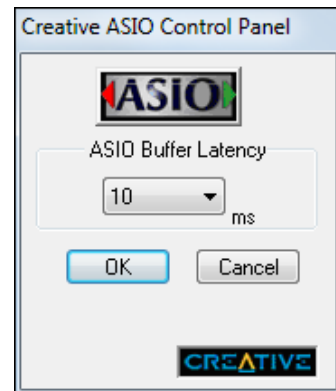 Creative ASIO Control Panel
ASIO
ASIO Buffer Latency
10
ms
OK Cancel
CREATIVE